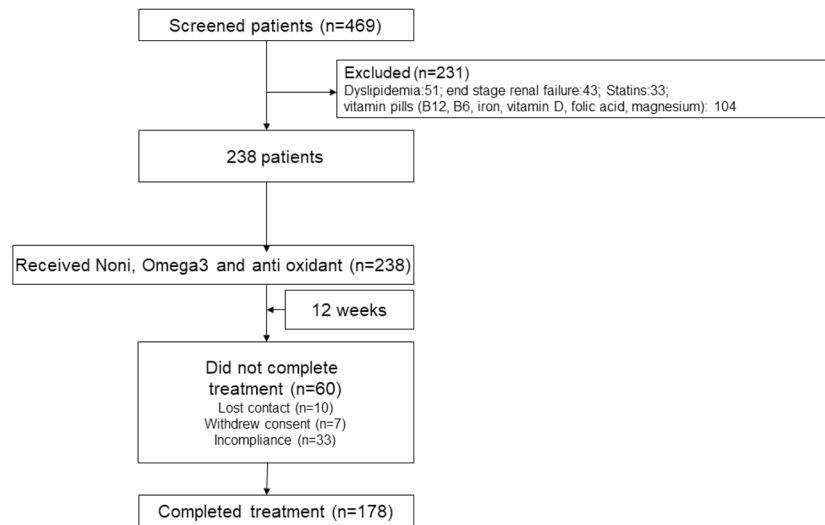 Screened patients (n=469)
Excluded (n=231)
Dyslipidemia:51; end stage renal failure:43; Statins:33;
vitamin pills (B12, B6, iron, vitamin D, folic acid, magnesium): 104
238 patients
Received Noni, Omega3 and anti oxidant (n=238)
12 weeks
Did not complete
treatment (n=60)
Lost contact (n=10)
Withdrew consent (n=7)
Incompliance (n=33)
Completed treatment (n=178)